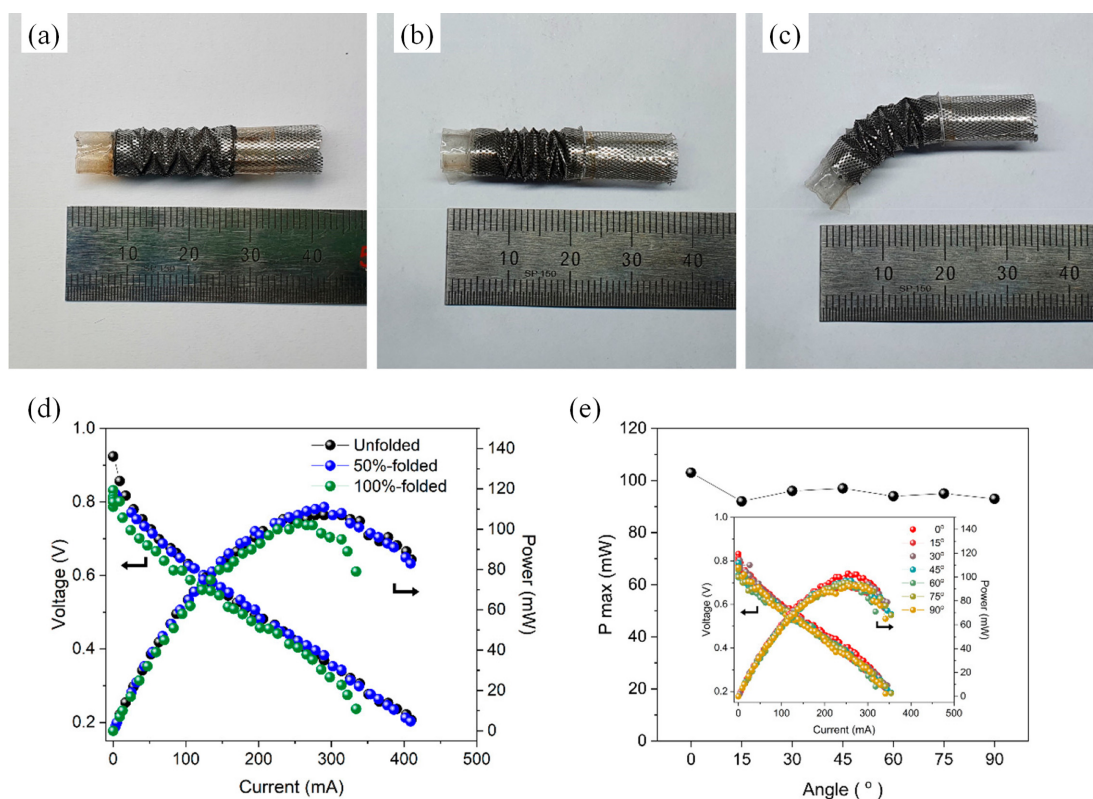 (a)
(b)
(c)
10 20 30 40 5
SP 150
10 20 30 40
SP 150
10 20 30 40
SP 150
(d)
1.0
0.8
0.6
0.4
0.2
Voltage (V)
Unfolded
50%-folded
100%-folded
140
120
100
80
60
40
20
0
Power (mW)
0 100 200 300 400 500
Current (mA)
(e)
120
100
80
60
40
20
0
P max (mW)
1.0
0.8
0.6
0.4
0.2
Voltage (V)
0°
15°
30°
45°
60°
75°
90°
140
120
100
80
60
40
20
0
Power (mW)
0 100 200 300 400 500
Current (mA)
0 15 30 45 60 75 90
Angle ( ° )